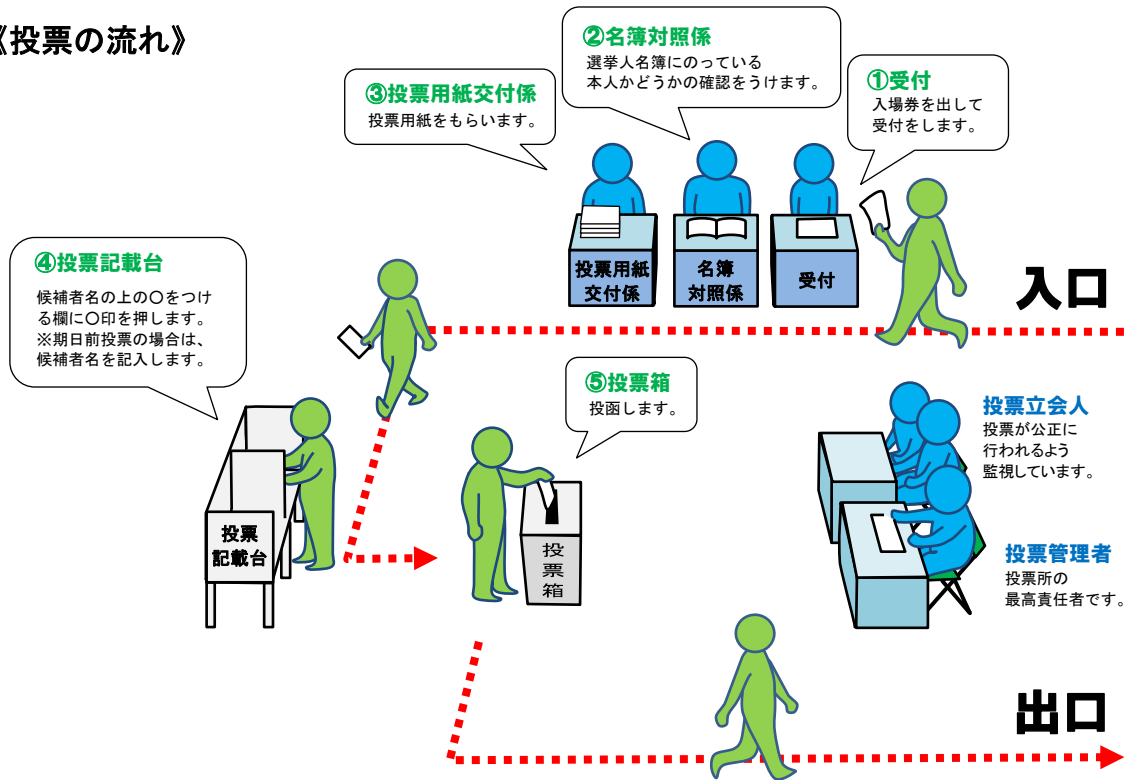 《投票の流れ》
②名簿対照係
選挙人名簿にのっている
本人かどうかの確認をうけます。
③投票用紙交付係
投票用紙をもらいます。
①受付
入場券を出して
受付をします。
投票用紙
交付係
名簿
対照係
受付
入口
④投票記載台
候補者名の上の〇をつけ
る欄に〇印を押します。
※期日前投票の場合は、
候補者名を記入します。
⑤投票箱
投函します。
投票立会人
投票が公正に
行われるよう
監視しています。
投票
記載台
投票箱
投票管理者
投票所の
最高責任者です。
出口